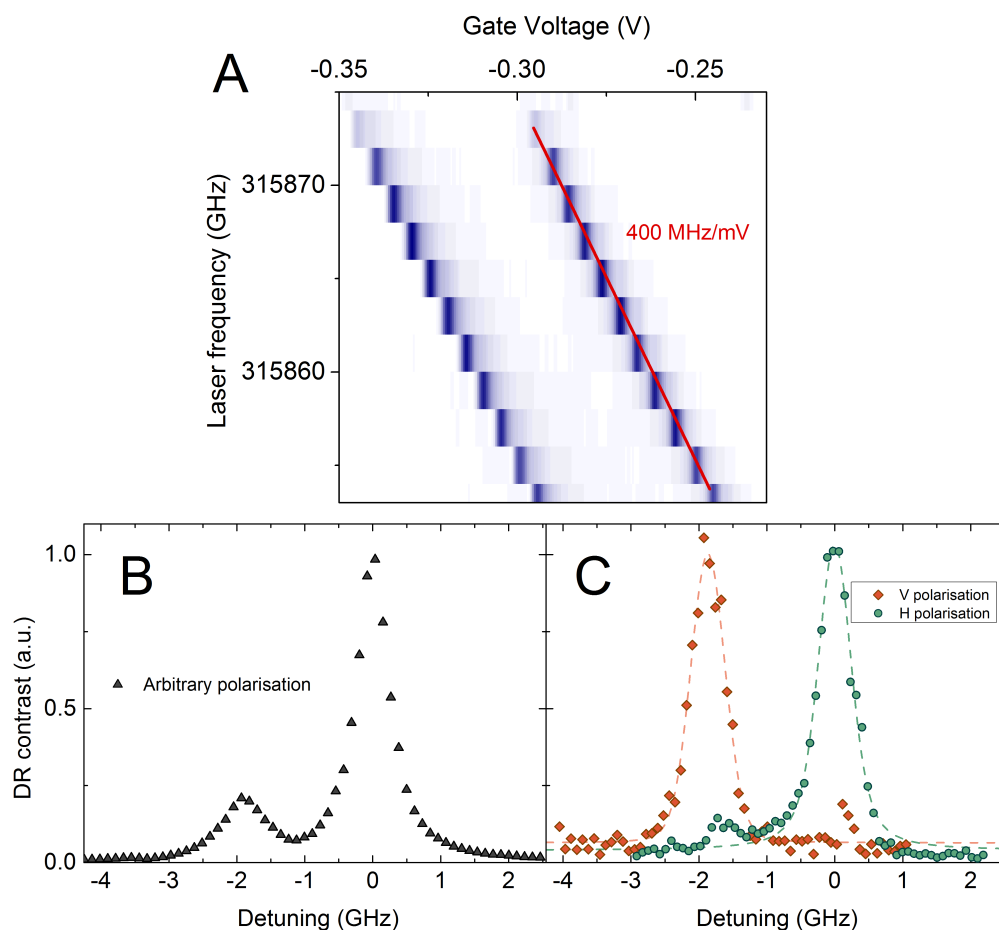 Gate Voltage (V)
A
-0.35 -0.30 -0.25
Laser frequency (GHz)
315870
315860
400 MHz/mV
B
C
DR contrast (a.u.)
1.0
0.5
0.0
Arbitrary polarisation
V polarisation
H polarisation
-4 -3 -2 -1 0 1 2
-4 -3 -2 -1 0 1 2
Detuning (GHz)
Detuning (GHz)